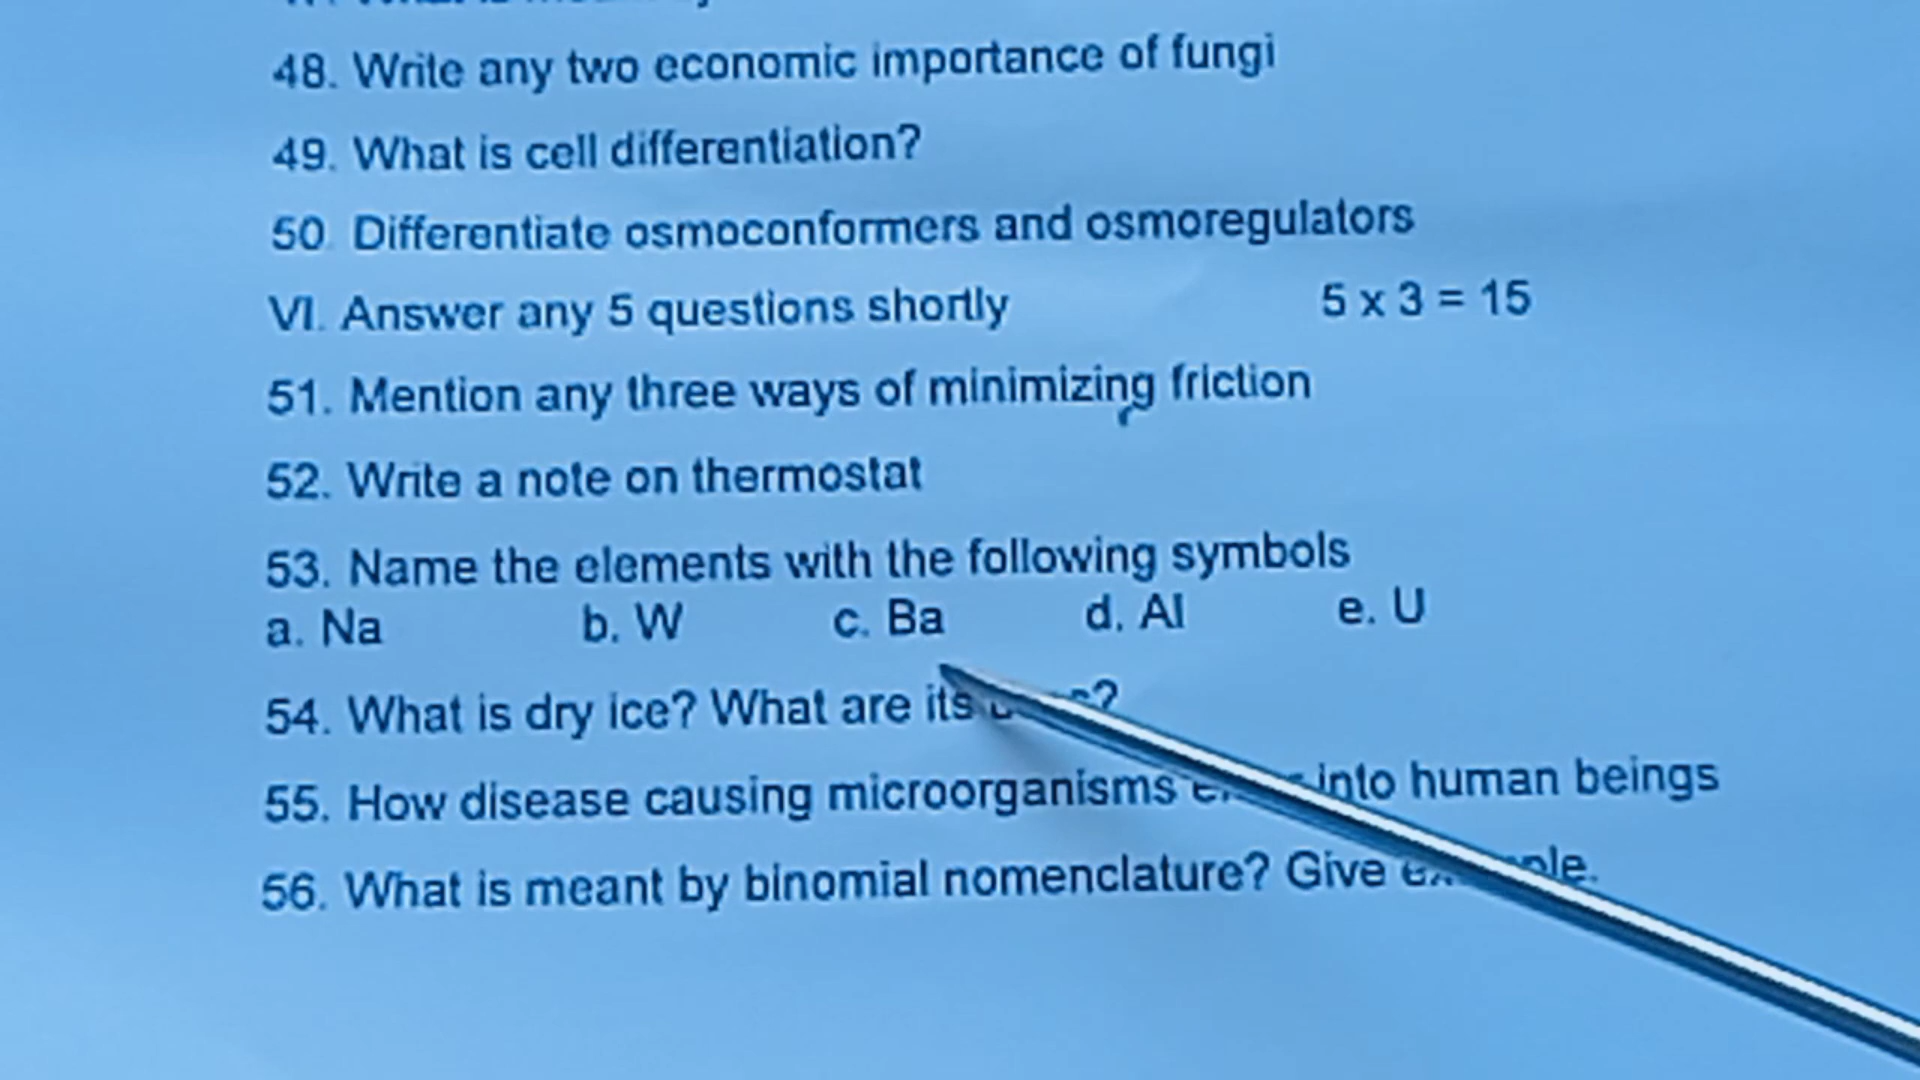 48. Write any two economic importance of fungi
49. What is cell differentiation?
50 Differentiate osmoconformers and osmoregulators
VI. Answer any 5 questions shortly 5 x 3 = 15
51. Mention any three ways of minimizing friction
52. Write a note on thermostat
53. Name the elements with the following symbols
a. Na b. W c. Ba d. Al e. U
54. What is dry ice? What are its ?
55. How disease causing microorganisms into human beings
56. What is meant by binomial nomenclature? Give